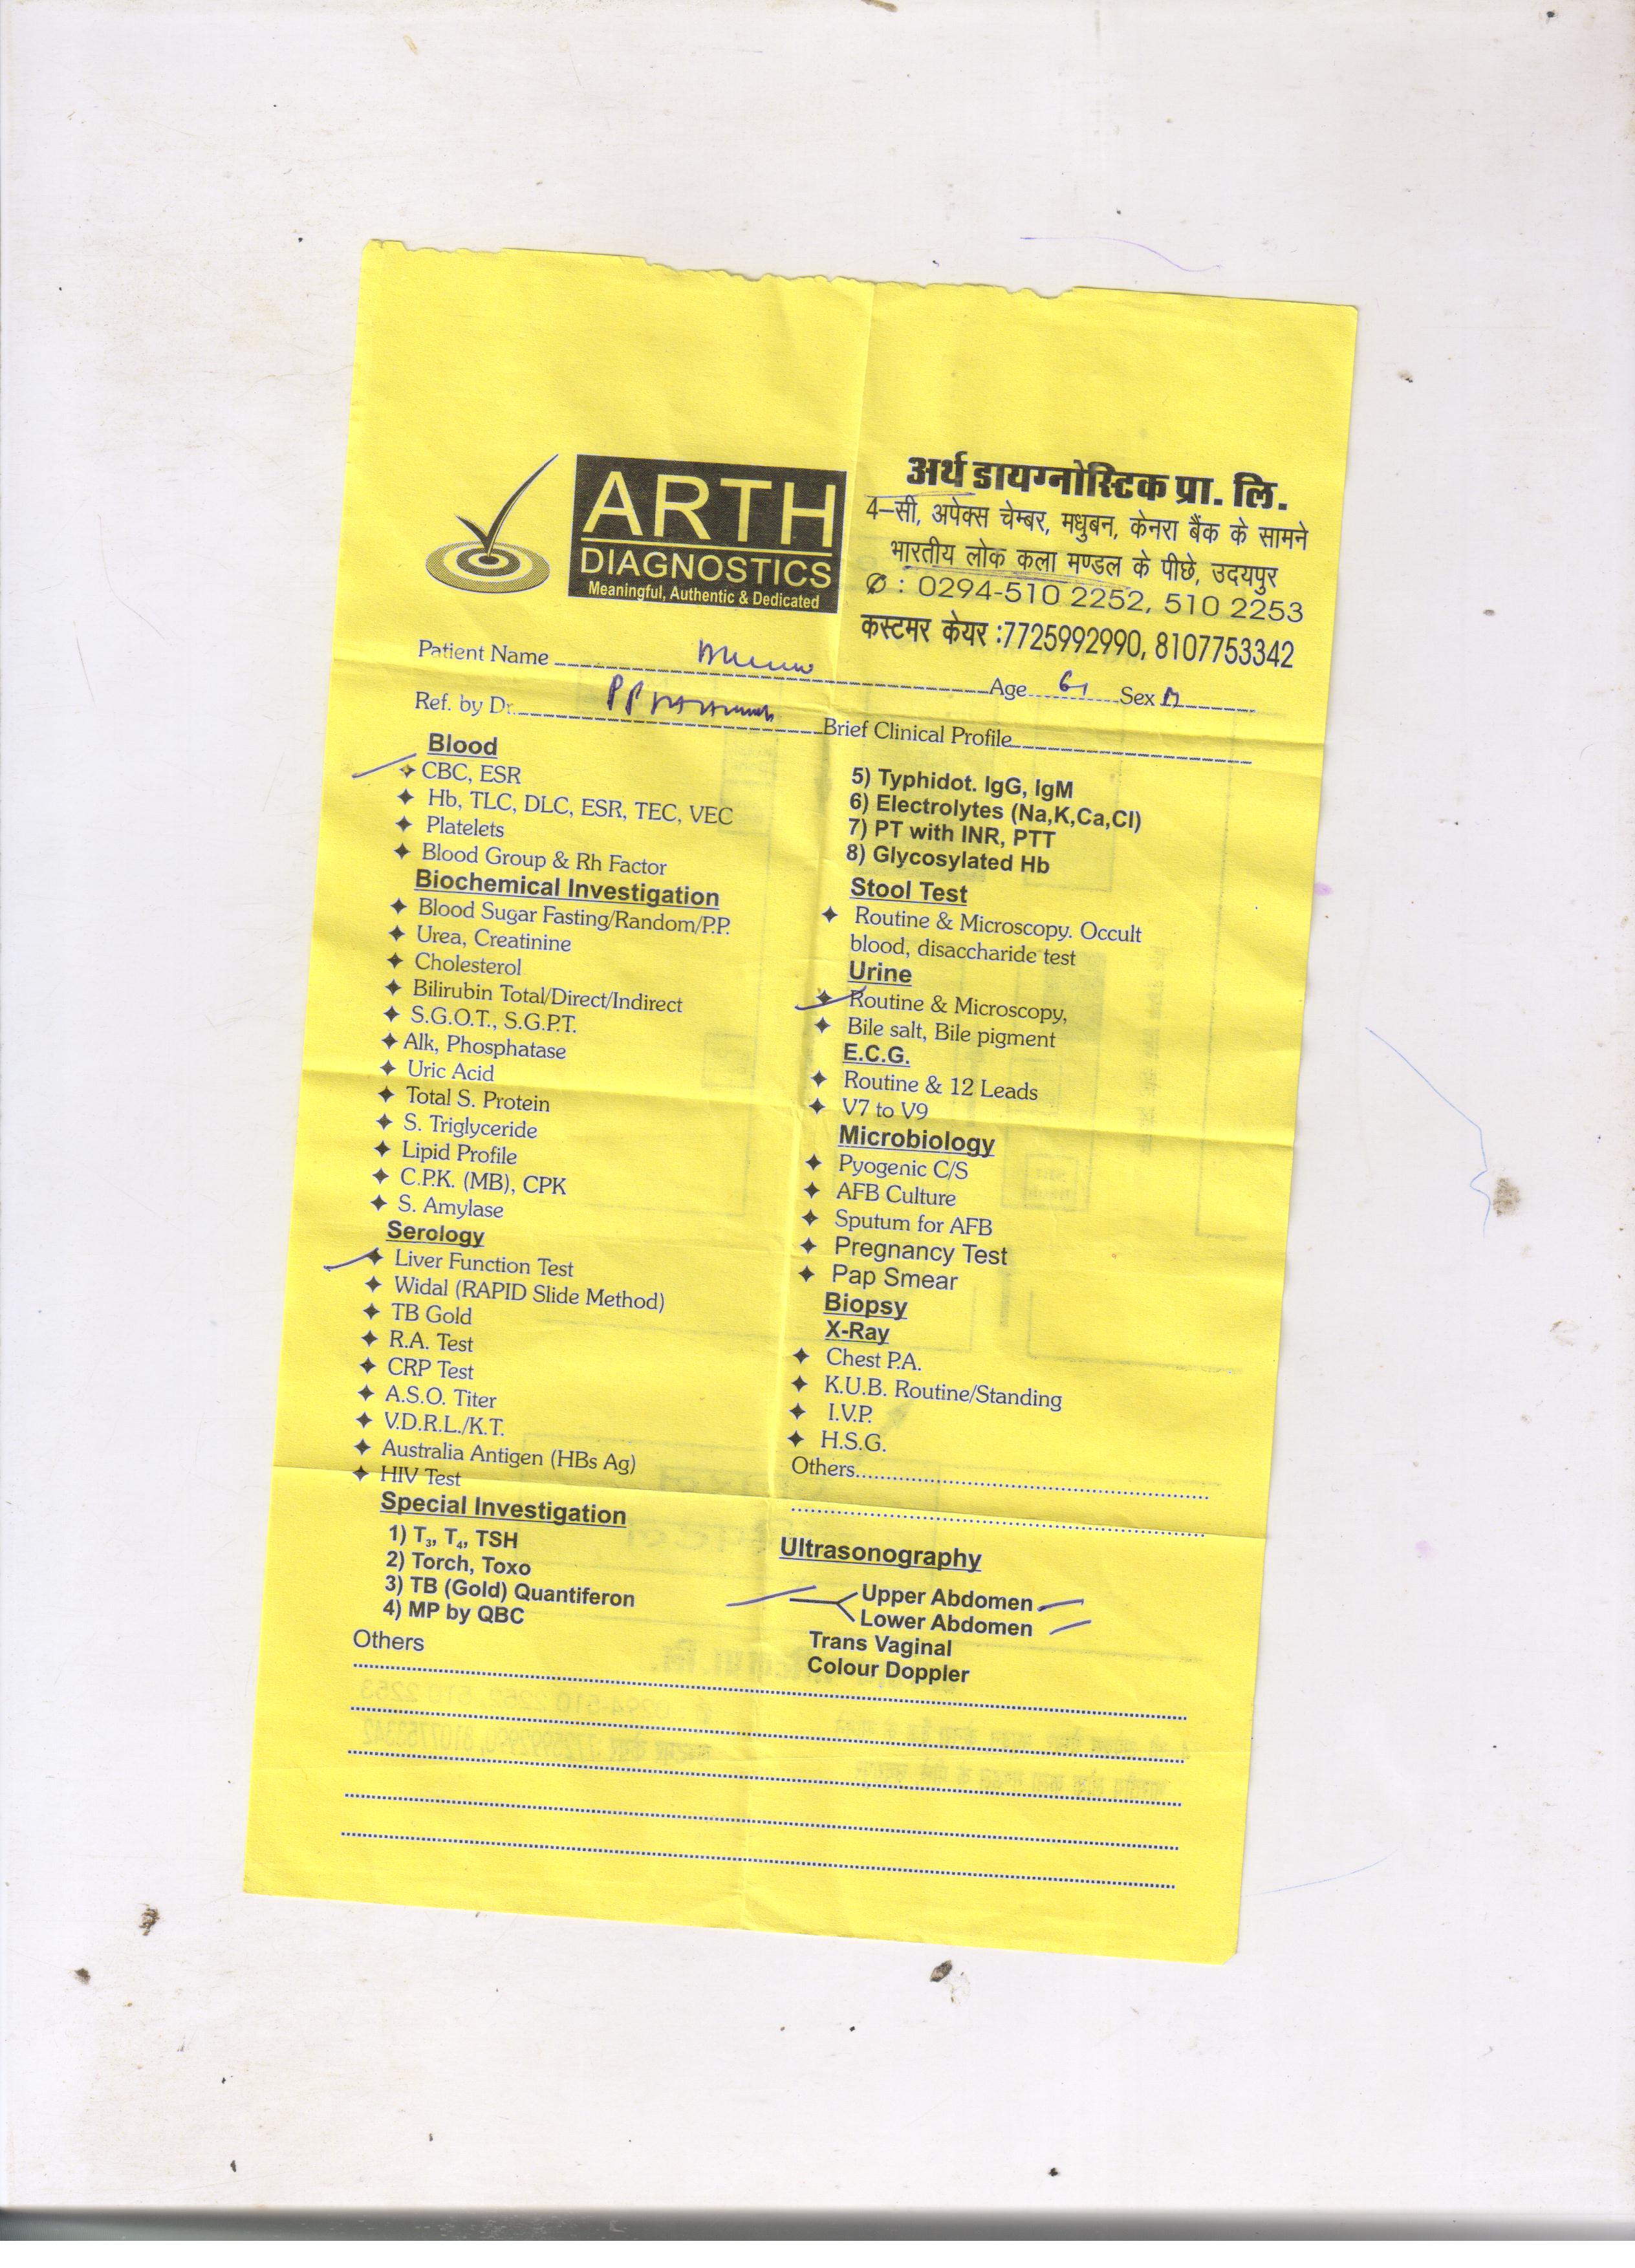 ARTH
DIAGNOSTICS
Meaningful, Authentic & Dedicated
अर्थ डायग्नोस्टिक प्रा. लि.
4–सी, अपेक्स चेम्बर, मधुबन, केनरा बैंक के सामने
भारतीय लोक कला मण्डल के पीछे, उदयपुर
✆ : 0294-510 2252, 510 2253
कस्टमर केयर :7725992990, 8107753342
Patient Name
Age 61 Sex M
Ref. by Dr. Brief Clinical Profile
Blood
CBC, ESR
Hb, TLC, DLC, ESR, TEC, VEC
Platelets
Blood Group & Rh Factor
Biochemical Investigation
Blood Sugar Fasting/Random/P.P.
Urea, Creatinine
Cholesterol
Bilirubin Total/Direct/Indirect
S.G.O.T., S.G.P.T.
Alk, Phosphatase
Uric Acid
Total S. Protein
S. Triglyceride
Lipid Profile
C.P.K. (MB), CPK
S. Amylase
Serology
Liver Function Test
Widal (RAPID Slide Method)
TB Gold
R.A. Test
CRP Test
A.S.O. Titer
V.D.R.L./K.T.
Australia Antigen (HBs Ag)
HIV Test
Special Investigation
1) T3, T4, TSH
2) Torch, Toxo
3) TB (Gold) Quantiferon
4) MP by QBC
Others
5) Typhidot. IgG, IgM
6) Electrolytes (Na,K,Ca,Cl)
7) PT with INR, PTT
8) Glycosylated Hb
Stool Test
Routine & Microscopy. Occult
blood, disaccharide test
Urine
Routine & Microscopy,
Bile salt, Bile pigment
E.C.G.
Routine & 12 Leads
V7 to V9
Microbiology
Pyogenic C/S
AFB Culture
Sputum for AFB
Pregnancy Test
Pap Smear
Biopsy
X-Ray
Chest P.A.
K.U.B. Routine/Standing
I.V.P.
H.S.G.
Others
Ultrasonography
Upper Abdomen
Lower Abdomen
Trans Vaginal
Colour Doppler